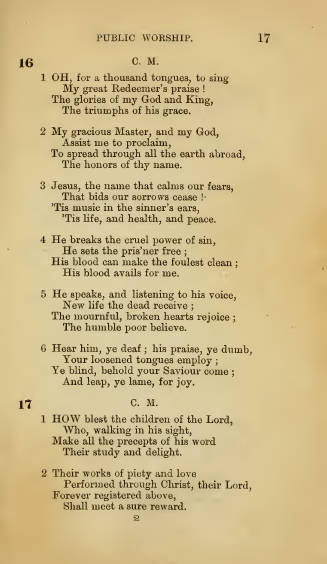 PUBLIC WORSHIP. 17
16 C. M.
1 OH, for a thousand tongues, to sing
My great Redeemer's praise !
The glories of my God and King,
The triumphs of his grace.
2 My gracious Master, and my God,
Assist me to proclaim,
To spread through all the earth abroad,
The honors of thy name.
3 Jesus, the name that calms our fears,
That bids our sorrows cease !
'Tis music in the sinner's ears,
'Tis life, and health, and peace.
4 He breaks the cruel power of sin,
He sets the pris'ner free ;
His blood can make the foulest clean ;
His blood avails for me.
5 He speaks, and listening to his voice,
New life the dead receive ;
The mournful, broken hearts rejoice ;
The humble poor believe.
6 Hear him, ye deaf ; his praise, ye dumb,
Your loosened tongues employ ;
Ye blind, behold your Saviour come ;
And leap, ye lame, for joy.
17 C. M.
1 HOW blest the children of the Lord,
Who, walking in his sight,
Make all the precepts of his word
Their study and delight.
2 Their works of piety and love
Performed through Christ, their Lord,
Forever registered above,
Shall meet a sure reward.
2